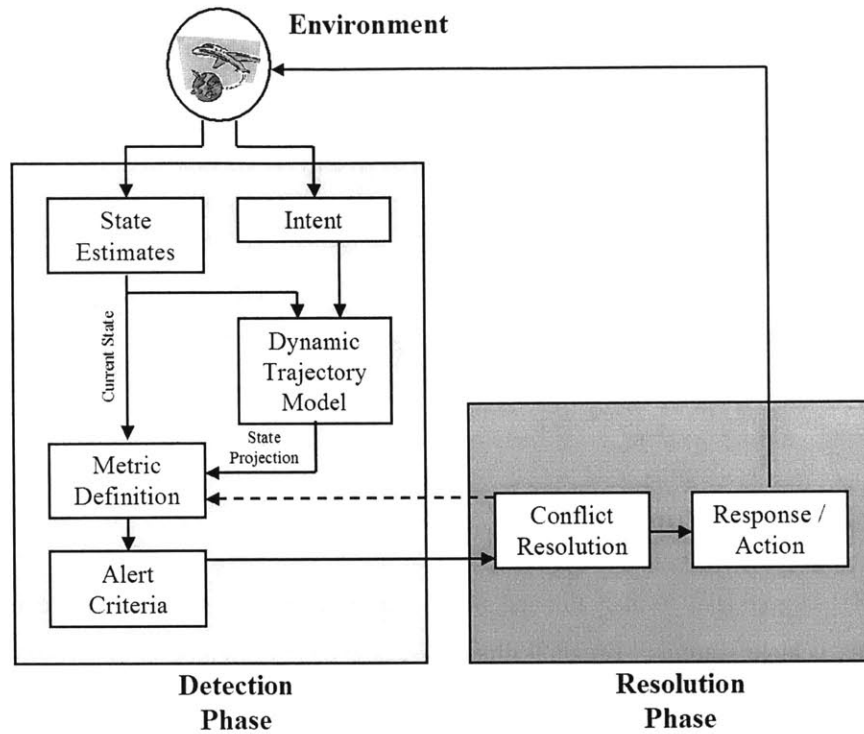 Environment
State
Estimates
Intent
Current State
Dynamic
Trajectory
Model
State
Projection
Metric
Definition
Alert
Criteria
Conflict
Resolution
Response /
Action
Detection
Phase
Resolution
Phase